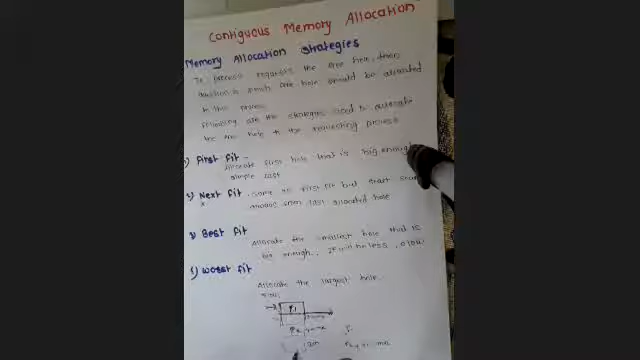 Contiguous Memory Allocation
Memory Allocation strategies
If process requests the free hole, then
question is which free hole should be allocated
to this process
following are the strategies used to allocate
the free hole to the requesting process
1) First fit -
allocate first hole that is big enough
simple fast
2) Next fit . same as first fit but start search
always from last allocated hole
3) Best fit
allocate the smallest hole that is
big enough.
4) Worst fit
Allocate the largest hole.
P1
P2